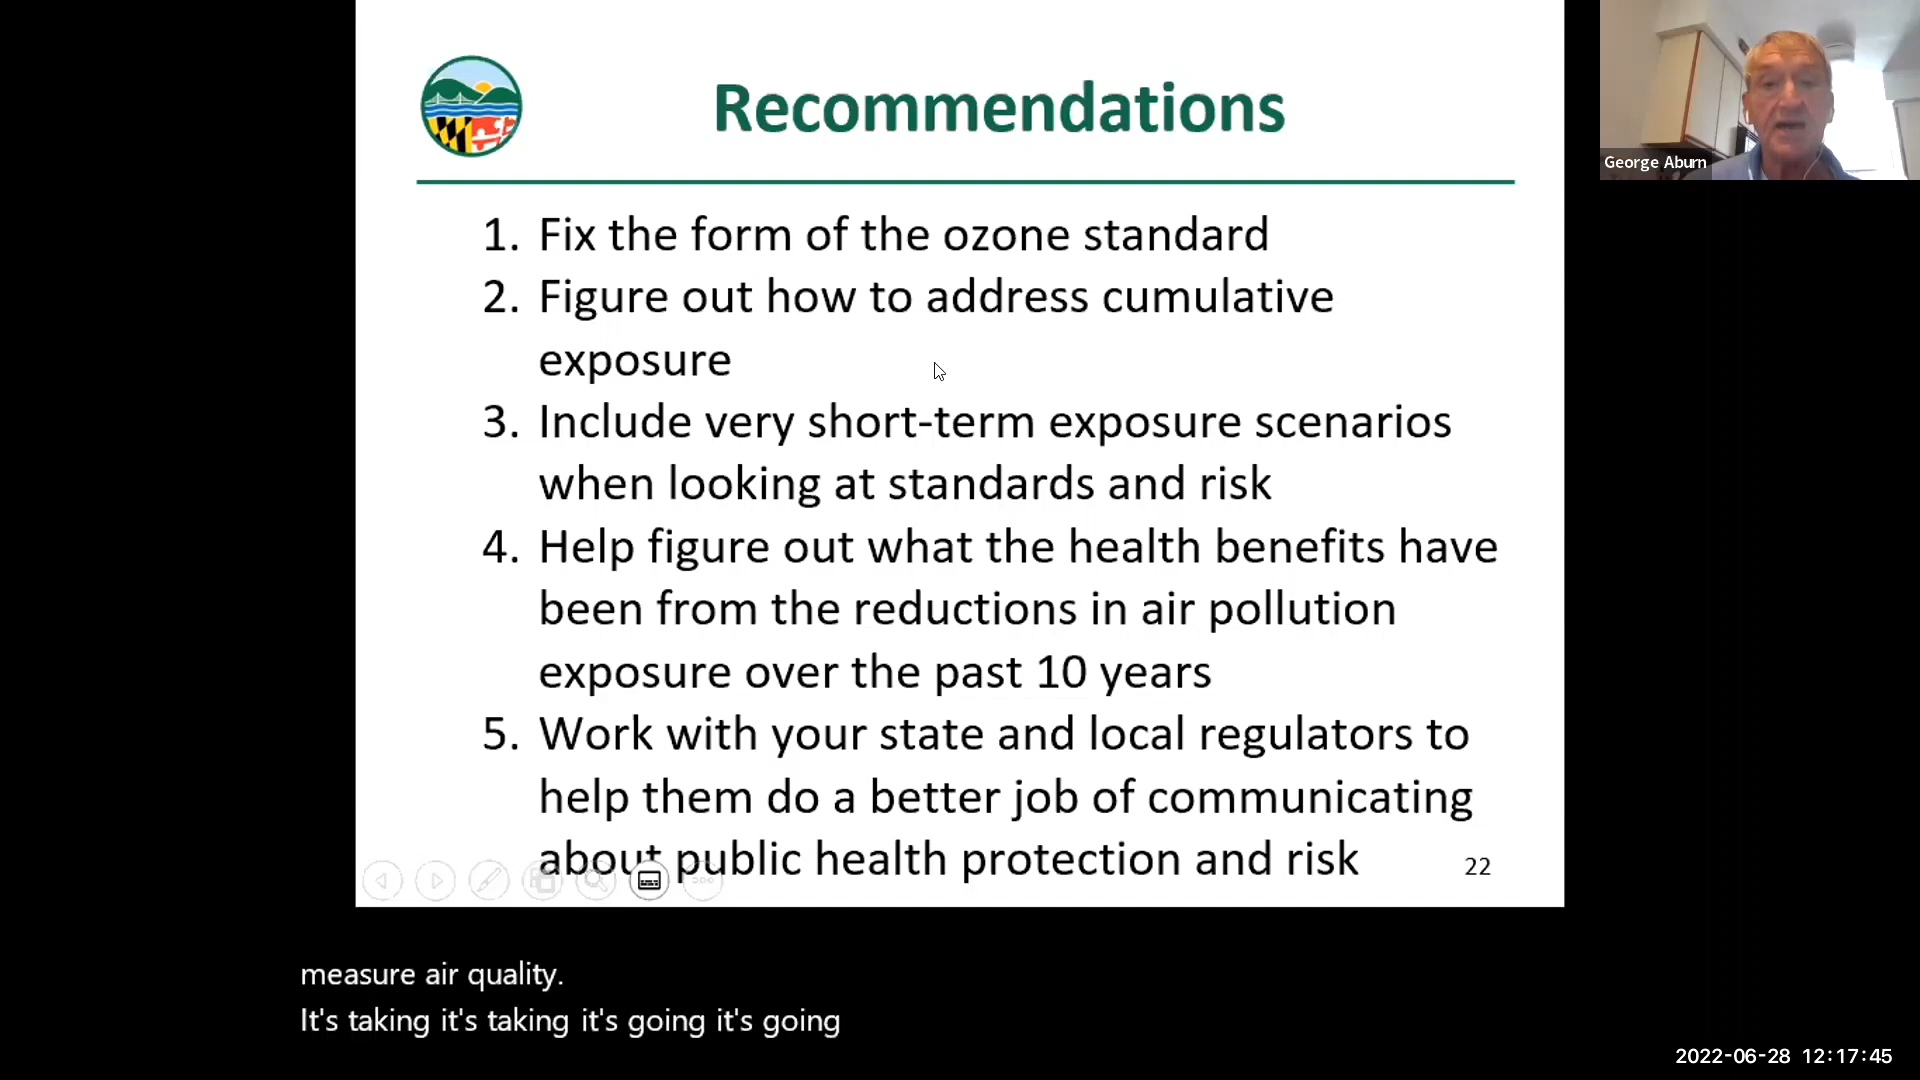 Recommendations
George Aburn
1. Fix the form of the ozone standard
2. Figure out how to address cumulative
exposure
3. Include very short-term exposure scenarios
when looking at standards and risk
4. Help figure out what the health benefits have
been from the reductions in air pollution
exposure over the past 10 years
5. Work with your state and local regulators to
help them do a better job of communicating
about public health protection and risk
22
measure air quality.
It's taking it's taking it's going it's going
2022-06-28 12:17:45